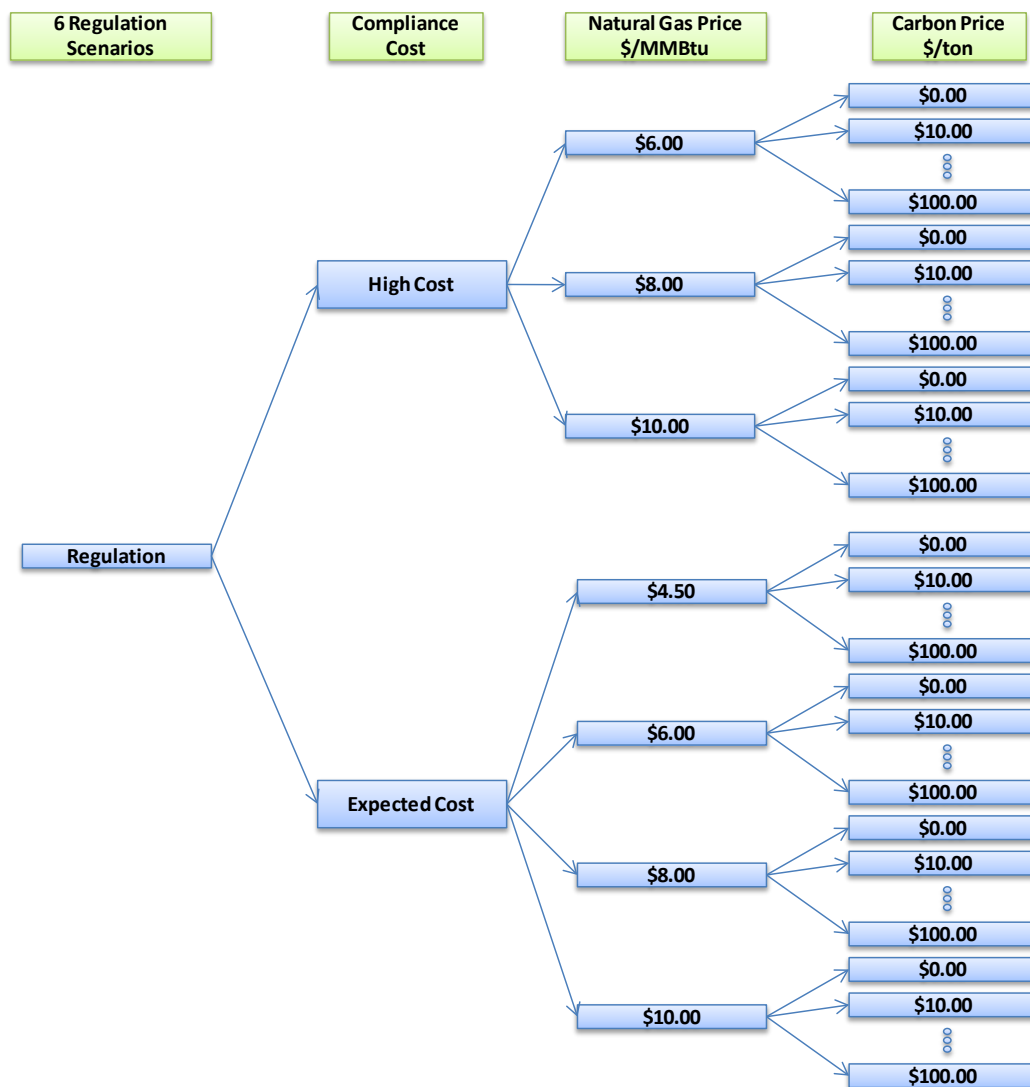 6 Regulation
Scenarios
Compliance
Cost
Natural Gas Price
$/MMBtu
Carbon Price
$/ton
Regulation
High Cost
$6.00
$0.00
$10.00
$100.00
$8.00
$0.00
$10.00
$100.00
$10.00
$0.00
$10.00
$100.00
Expected Cost
$4.50
$0.00
$10.00
$100.00
$6.00
$0.00
$10.00
$100.00
$8.00
$0.00
$10.00
$100.00
$10.00
$0.00
$10.00
$100.00